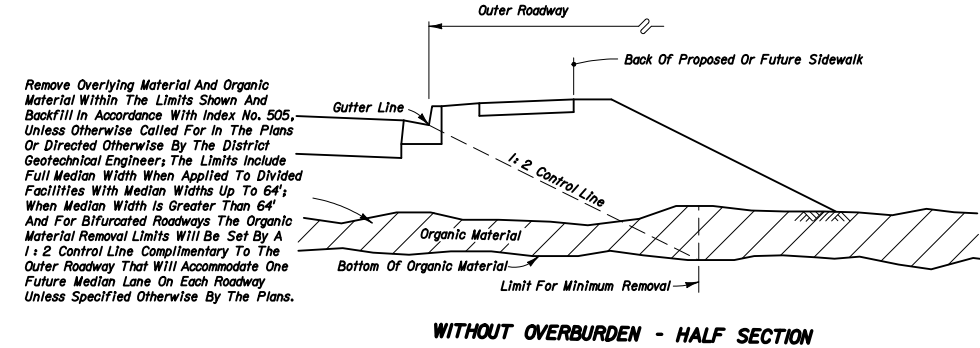 Outer Roadway
Back Of Proposed Or Future Sidewalk
Remove Overlying Material And Organic
Material Within The Limits Shown And
Backfill In Accordance With Index No. 505,
Unless Otherwise Called For In The Plans
Or Directed Otherwise By The District
Geotechnical Engineer; The Limits Include
Full Median Width When Applied To Divided
Facilities With Median Widths Up To 64';
When Median Width Is Greater Than 64'
And For Bifurcated Roadways The Organic
Material Removal Limits Will Be Set By A
1:2 Control Line Complimentary To The
Outer Roadway That Will Accommodate One
Future Median Lane On Each Roadway
Unless Specified Otherwise By The Plans.
Gutter Line
1:2 Control Line
Organic Material
Bottom Of Organic Material
Limit For Minimum Removal
WITHOUT OVERBURDEN - HALF SECTION